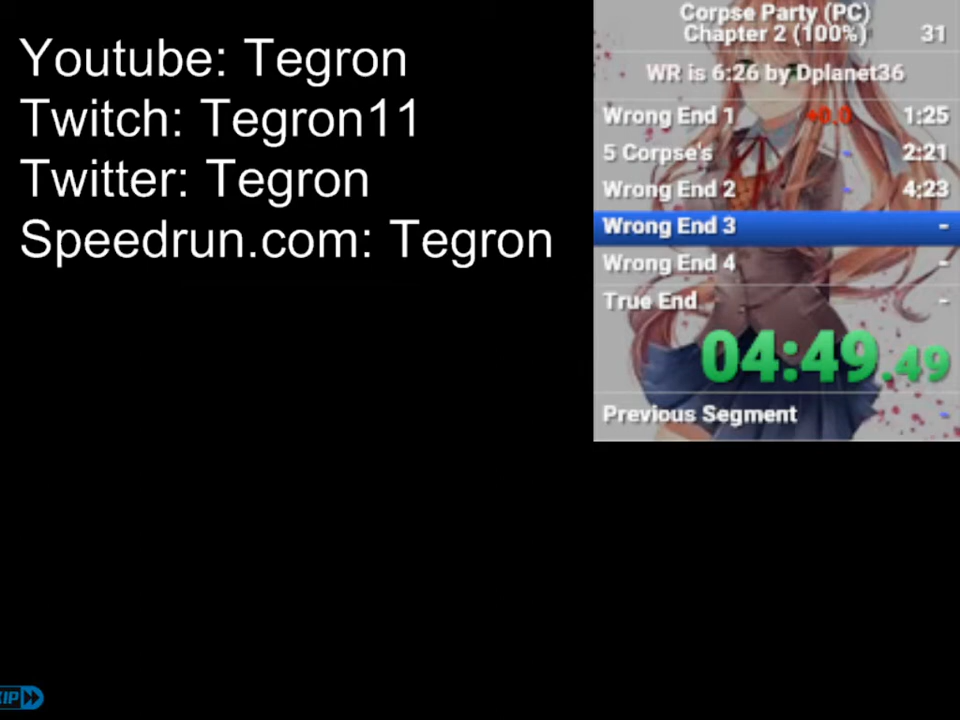 Youtube: Tegron
Twitch: Tegron11
Twitter: Tegron
Speedrun.com: Tegron
Corpse Party (PC)
Chapter 2 (100%) 31
WR is 6:26 by Dplanet36
Wrong End 1 +0.0 1:25
5 Corpse's - 2:21
Wrong End 2 - 4:23
Wrong End 3 -
Wrong End 4 -
True End -
04:49.49
Previous Segment -